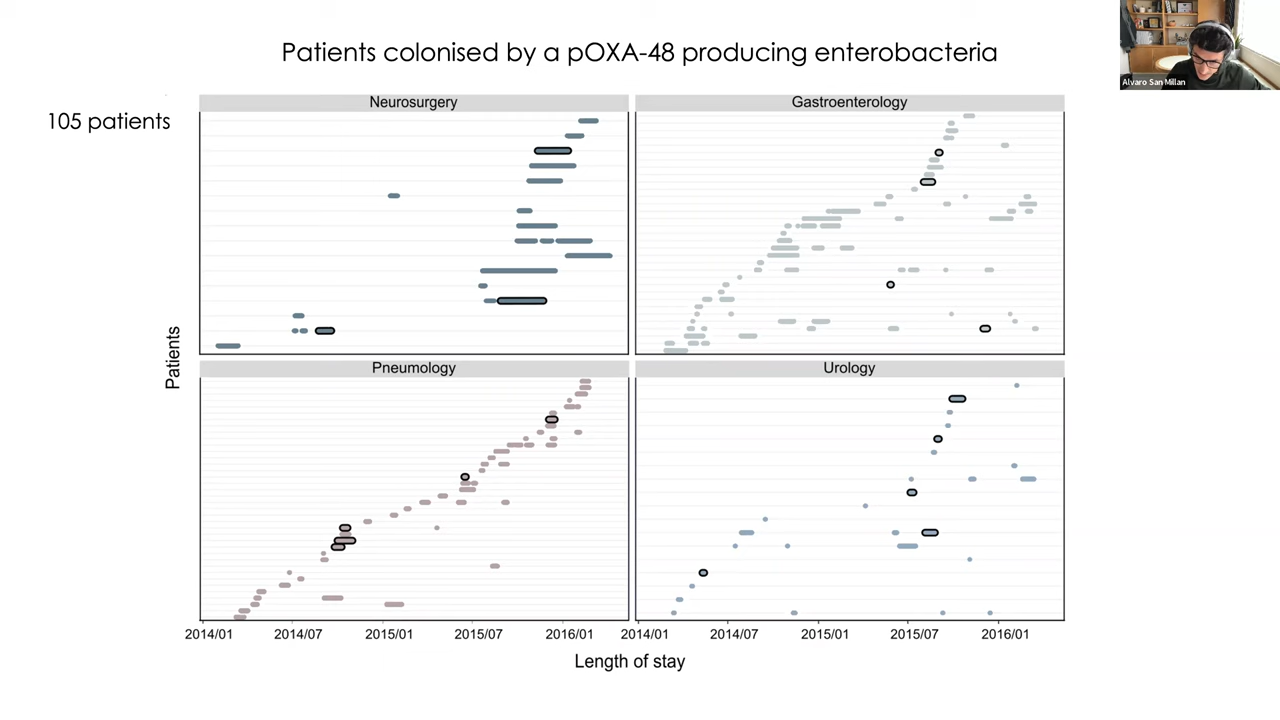 Patients colonised by a pOXA-48 producing enterobacteria
Alvaro San Millan
105 patients
Neurosurgery
Gastroenterology
Patients
Pneumology
Urology
2014/01 2014/07 2015/01 2015/07 2016/01 2014/01 2014/07 2015/01 2015/07 2016/01
Length of stay